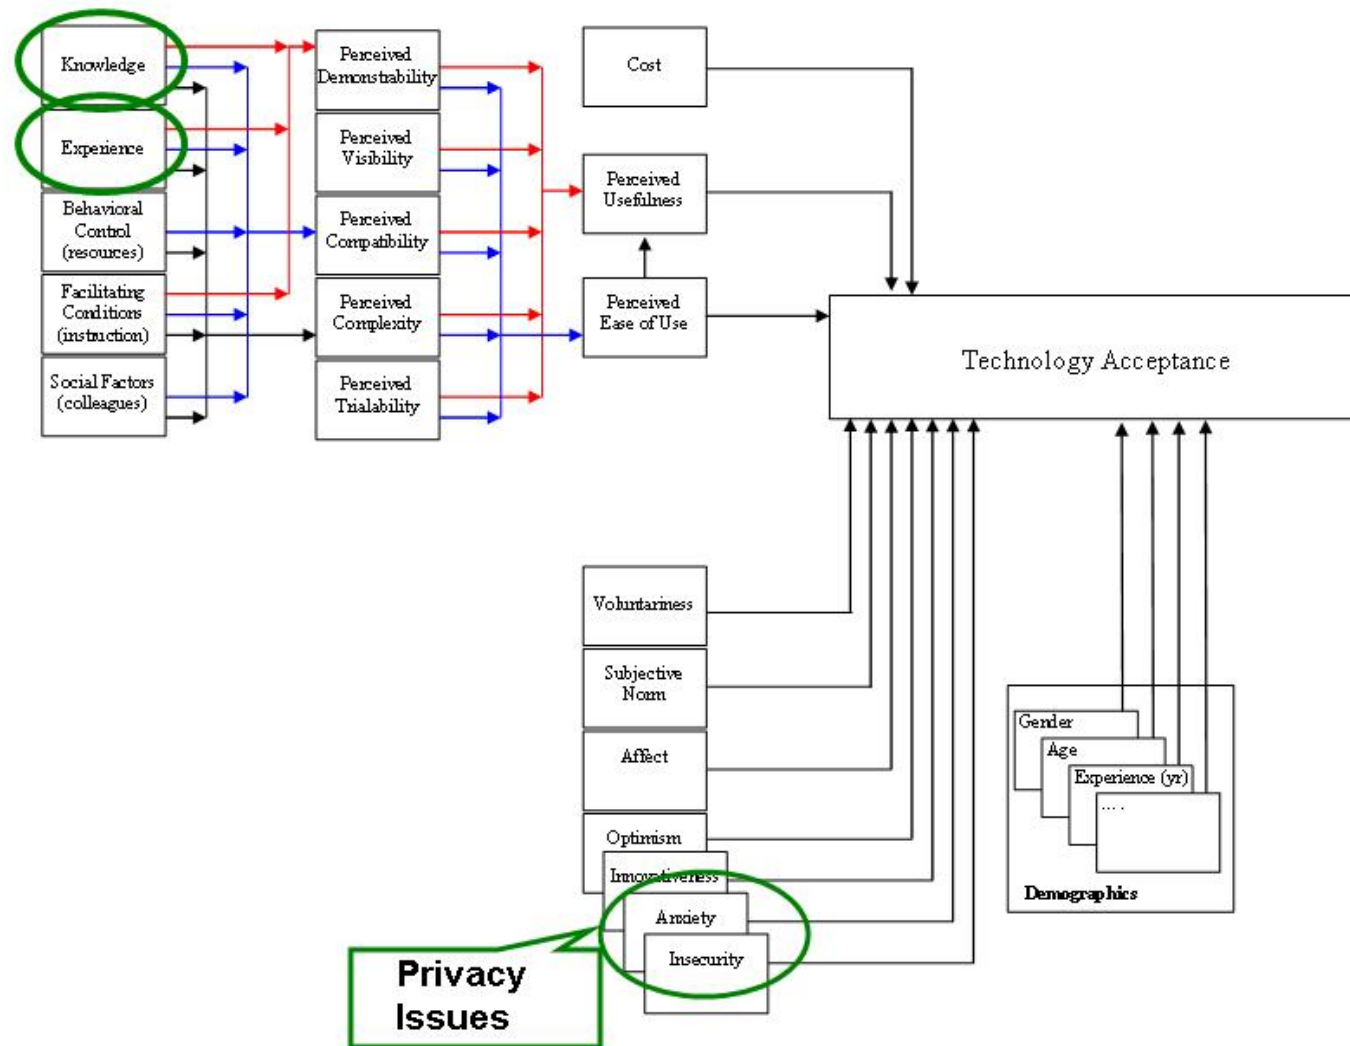 Knowledge
Experience
Behavioral
Control
(resources)
Facilitating
Conditions
(instruction)
Social Factors
(colleagues)
Perceived
Demonstrability
Perceived
Visibility
Perceived
Compatibility
Perceived
Complexity
Perceived
Trialability
Cost
Perceived
Usefulness
Perceived
Ease of Use
Technology Acceptance
Voluntariness
Subjective
Norm
Affect
Optimism
Innovativeness
Anxiety
Insecurity
Privacy
Issues
Gender
Age
Experience (yr)
... .
Demographics